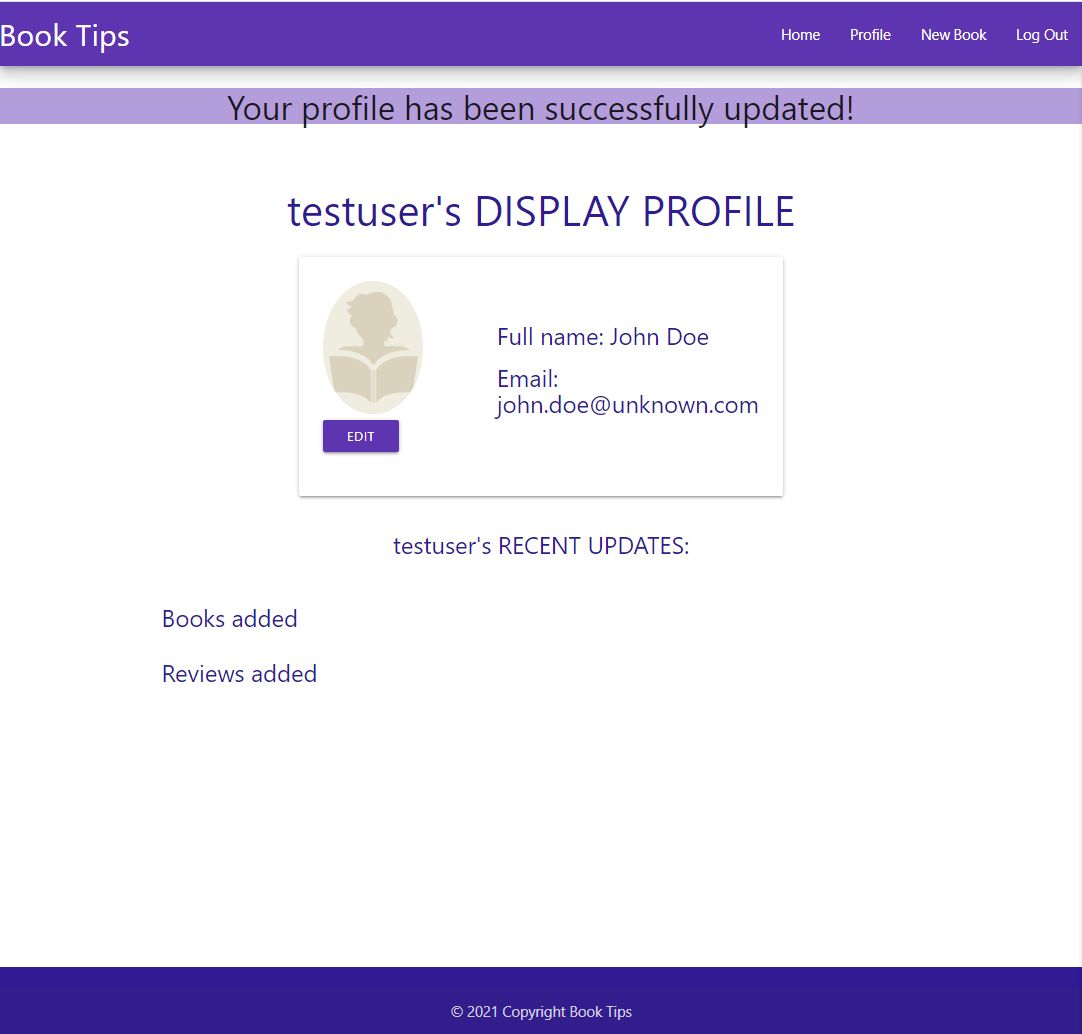 Book Tips
Home Profile New Book Log Out
Your profile has been successfully updated!
testuser's DISPLAY PROFILE
Full name: John Doe
Email:
john.doe@unknown.com
EDIT
testuser's RECENT UPDATES:
Books added
Reviews added
© 2021 Copyright Book Tips